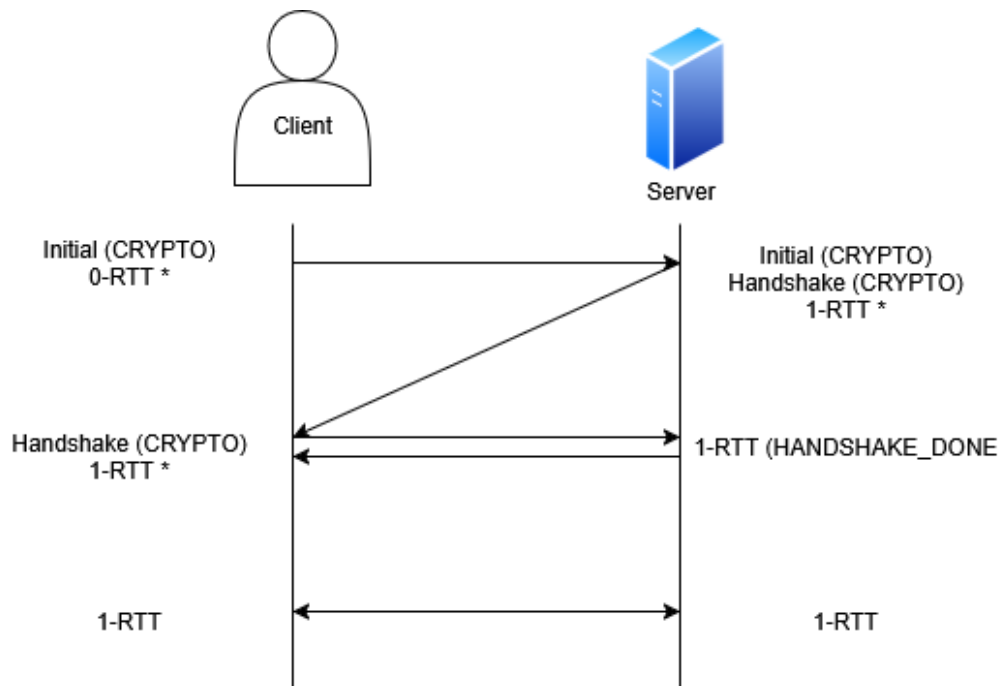 Client
Server
Initial (CRYPTO)
0-RTT *
Initial (CRYPTO)
Handshake (CRYPTO)
1-RTT *
Handshake (CRYPTO)
1-RTT *
1-RTT (HANDSHAKE_DONE
1-RTT
1-RTT